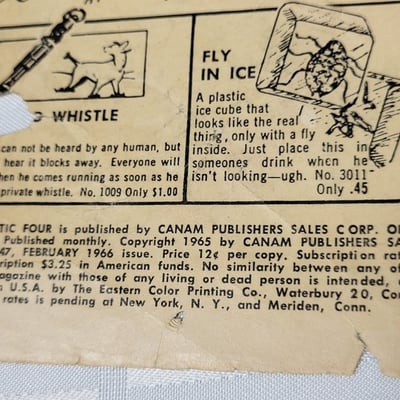 FLY
IN ICE
A plastic
ice cube that
looks like the real
thing, only with a fly
inside. Just place this in
someones drink when he
isn't looking—ugh. No. 3011
Only .45
WHISTLE
can not be heard by any human, but
hear it blocks away. Everyone will
when he comes running as soon as he
private whistle. No. 1009 Only $1.00
TIC FOUR is published by CANAM PUBLISHERS SALES CORP. OF
Published monthly. Copyright 1965 by CANAM PUBLISHERS SA
47, FEBRUARY 1966 issue. Price 12¢ per copy. Subscription rat
ription $3.25 in American funds. No similarity between any of
agazine with those of any living or dead person is intended, a
n U.S.A. by The Eastern Color Printing Co., Waterbury 20, Con
rates is pending at New York, N. Y., and Meriden, Conn.